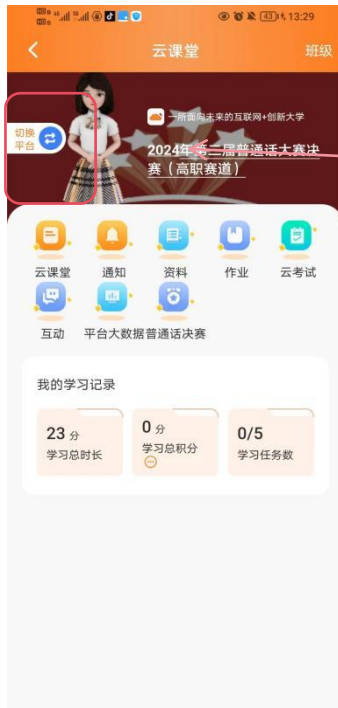 43 13:29
云课堂
班级
切换
平台
一所面向未来的互联网+创新大学
2024年第二届普通话大赛决
赛（高职赛道）
云课堂 通知 资料 作业 云考试
互动 平台大数据 普通话决赛
我的学习记录
23 分 0 分 0/5
学习总时长 学习总积分 学习任务数